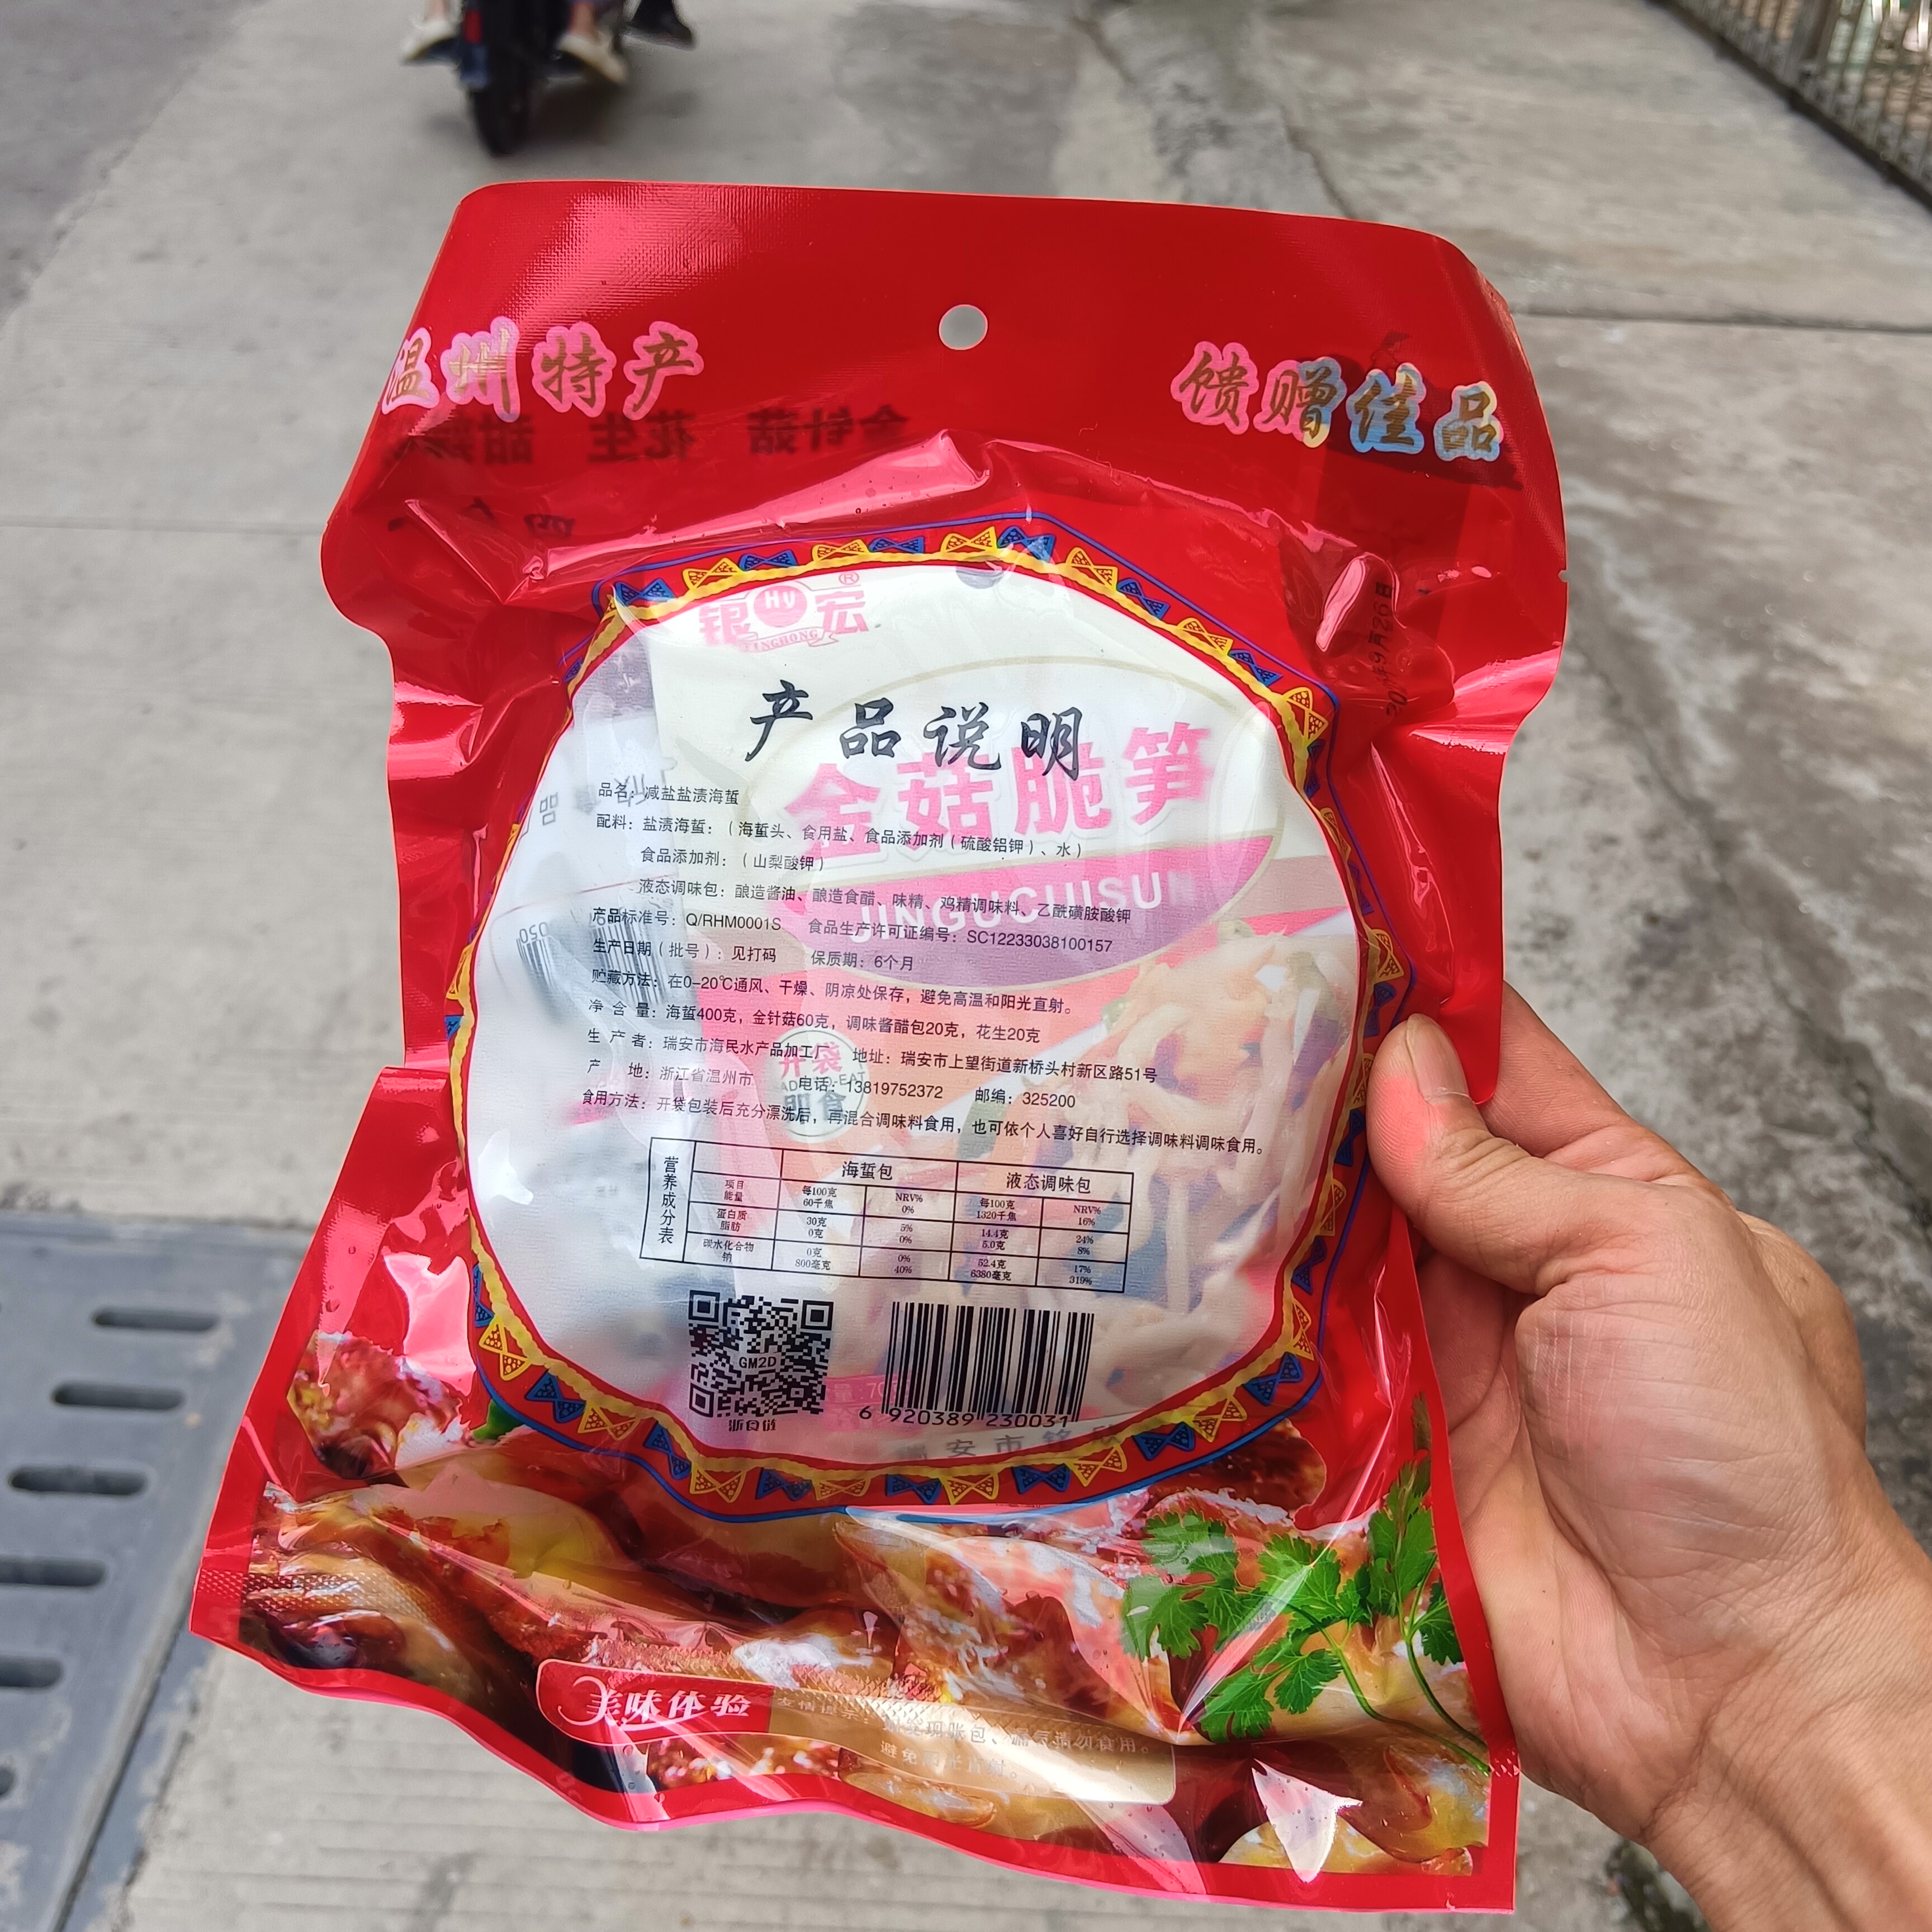 温州特产
馈赠佳品
银宏®
HY
YINGHONG
产品说明
金菇脆笋
品名：减盐盐渍海蜇
配料：盐渍海蜇：（海蜇头、食用盐、食品添加剂（硫酸铝钾）、水）
食品添加剂：（山梨酸钾）
液态调味包：酿造酱油、酿造食醋、味精、鸡精调味料、乙酰磺胺酸钾
产品标准号：Q/RHM0001S 食品生产许可证编号：SC12233038100157
生产日期（批号）：见打码 保质期：6个月
贮藏方法：在0-20℃通风、干燥、阴凉处保存，避免高温和阳光直射。
净含量：海蜇400克，金针菇60克，调味酱醋包20克，花生20克
生产者：瑞安市海民水产品加工厂 地址：瑞安市上望街道新桥头村新区路51号
产地：浙江省温州市 电话：13819752372 邮编：325200
食用方法：开袋包装后充分漂洗后，再混合调味料食用，也可依个人喜好自行选择调味料调味食用。
开袋
即食
营养成分表
海蜇包 液态调味包
项目 每100克 NRV% 每100克 NRV%
能量 60千焦 0% 1320千焦 16%
蛋白质 30克 5% 14.4克 24%
脂肪 0克 0% 5.0克 8%
碳水化合物 0克 0% 52.4克 17%
钠 800毫克 40% 6380毫克 319%
GM2D
浙食链
6 920389 230031
美味体验